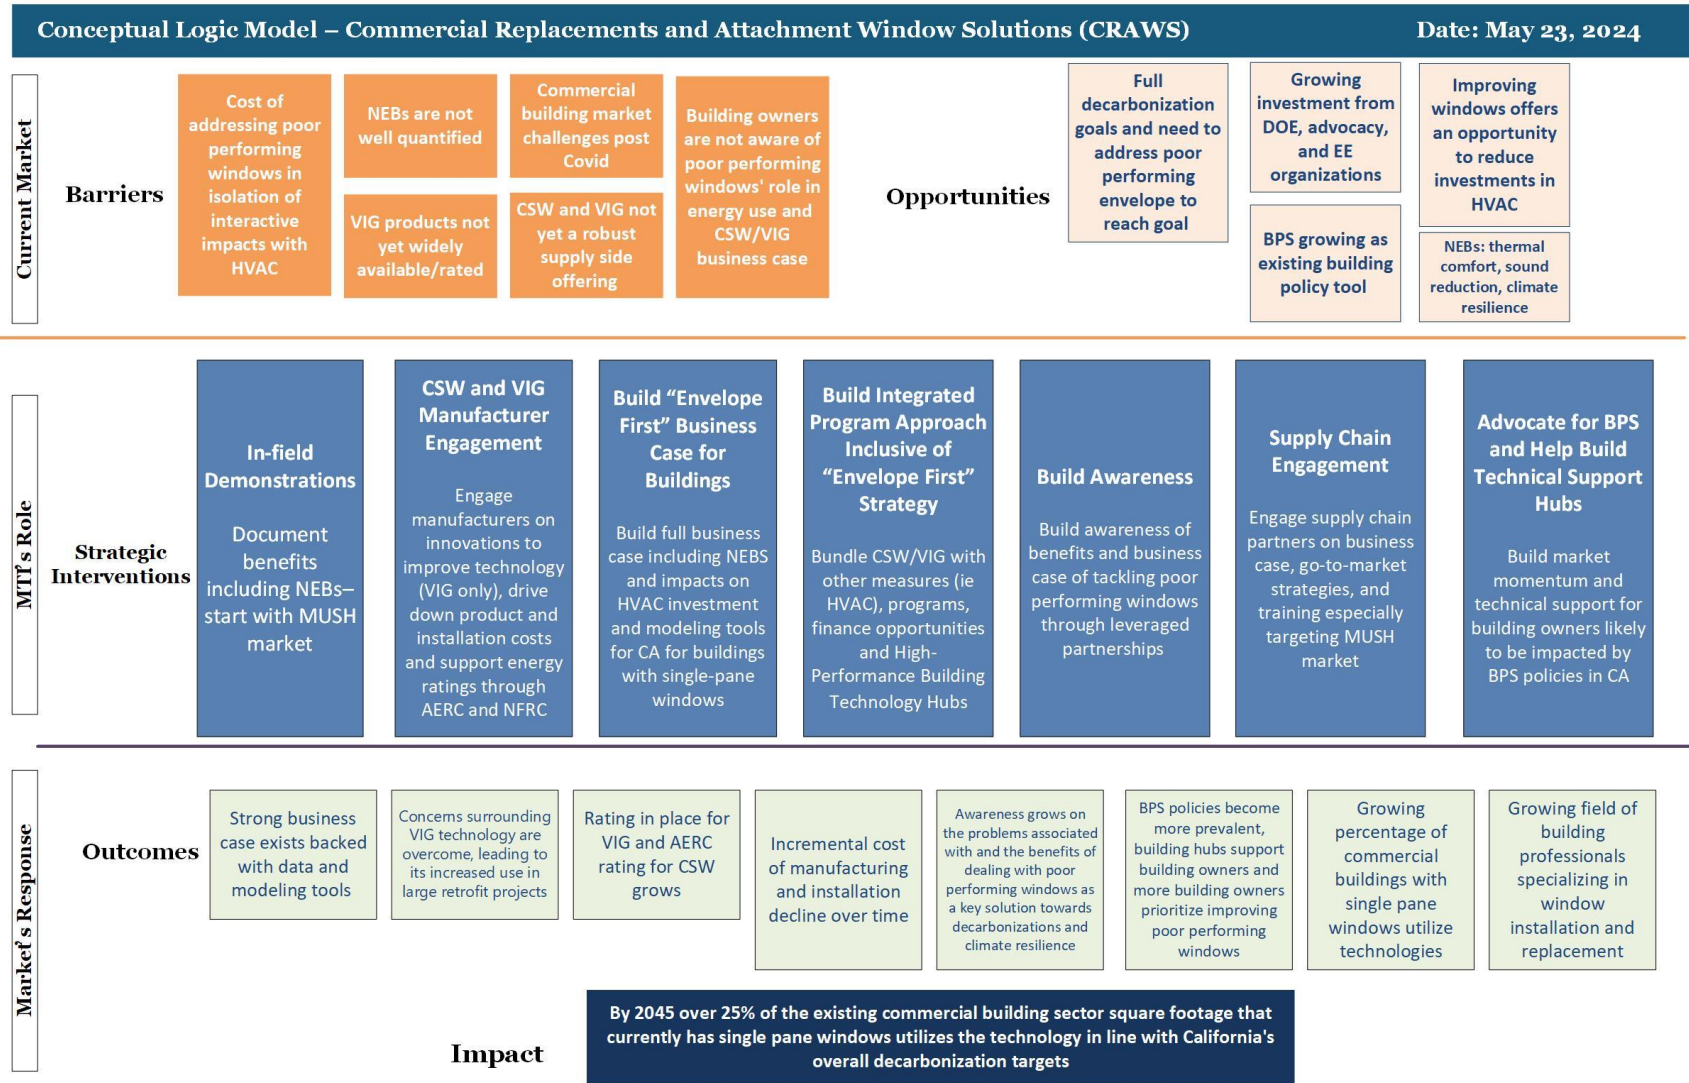 Conceptual Logic Model – Commercial Replacements and Attachment Window Solutions (CRAWS)
Date: May 23, 2024
Current Market
Barriers
Cost of
addressing poor
performing
windows in
isolation of
interactive
impacts with
HVAC
NEBs are not
well quantified
VIG products not
yet widely
available/rated
Commercial
building market
challenges post
Covid
CSW and VIG not
yet a robust
supply side
offering
Building owners
are not aware of
poor performing
windows' role in
energy use and
CSW/VIG
business case
Opportunities
Full
decarbonization
goals and need to
address poor
performing
envelope to
reach goal
Growing
investment from
DOE, advocacy,
and EE
organizations
BPS growing as
existing building
policy tool
Improving
windows offers
an opportunity
to reduce
investments in
HVAC
NEBs: thermal
comfort, sound
reduction, climate
resilience
MTI's Role
Strategic
Interventions
In-field
Demonstrations
Document
benefits
including NEBs–
start with MUSH
market
CSW and VIG
Manufacturer
Engagement
Engage
manufacturers on
innovations to
improve technology
(VIG only), drive
down product and
installation costs
and support energy
ratings through
AERC and NFRC
Build “Envelope
First” Business
Case for
Buildings
Build full business
case including NEBS
and impacts on
HVAC investment
and modeling tools
for CA for buildings
with single-pane
windows
Build Integrated
Program Approach
Inclusive of
“Envelope First”
Strategy
Bundle CSW/VIG with
other measures (ie
HVAC), programs,
finance opportunities
and High-
Performance Building
Technology Hubs
Build Awareness
Build awareness of
benefits and business
case of tackling poor
performing windows
through leveraged
partnerships
Supply Chain
Engagement
Engage supply chain
partners on business
case, go-to-market
strategies, and
training especially
targeting MUSH
market
Advocate for BPS
and Help Build
Technical Support
Hubs
Build market
momentum and
technical support for
building owners likely
to be impacted by
BPS policies in CA
Market's Response
Outcomes
Strong business
case exists backed
with data and
modeling tools
Concerns surrounding
VIG technology are
overcome, leading to
its increased use in
large retrofit projects
Rating in place for
VIG and AERC
rating for CSW
grows
Incremental cost
of manufacturing
and installation
decline over time
Awareness grows on
the problems associated
with and the benefits of
dealing with poor
performing windows as
a key solution towards
decarbonizations and
climate resilience
BPS policies become
more prevalent,
building hubs support
building owners and
more building owners
prioritize improving
poor performing
windows
Growing
percentage of
commercial
buildings with
single pane
windows utilize
technologies
Growing field of
building
professionals
specializing in
window
installation and
replacement
Impact
By 2045 over 25% of the existing commercial building sector square footage that
currently has single pane windows utilizes the technology in line with California's
overall decarbonization targets